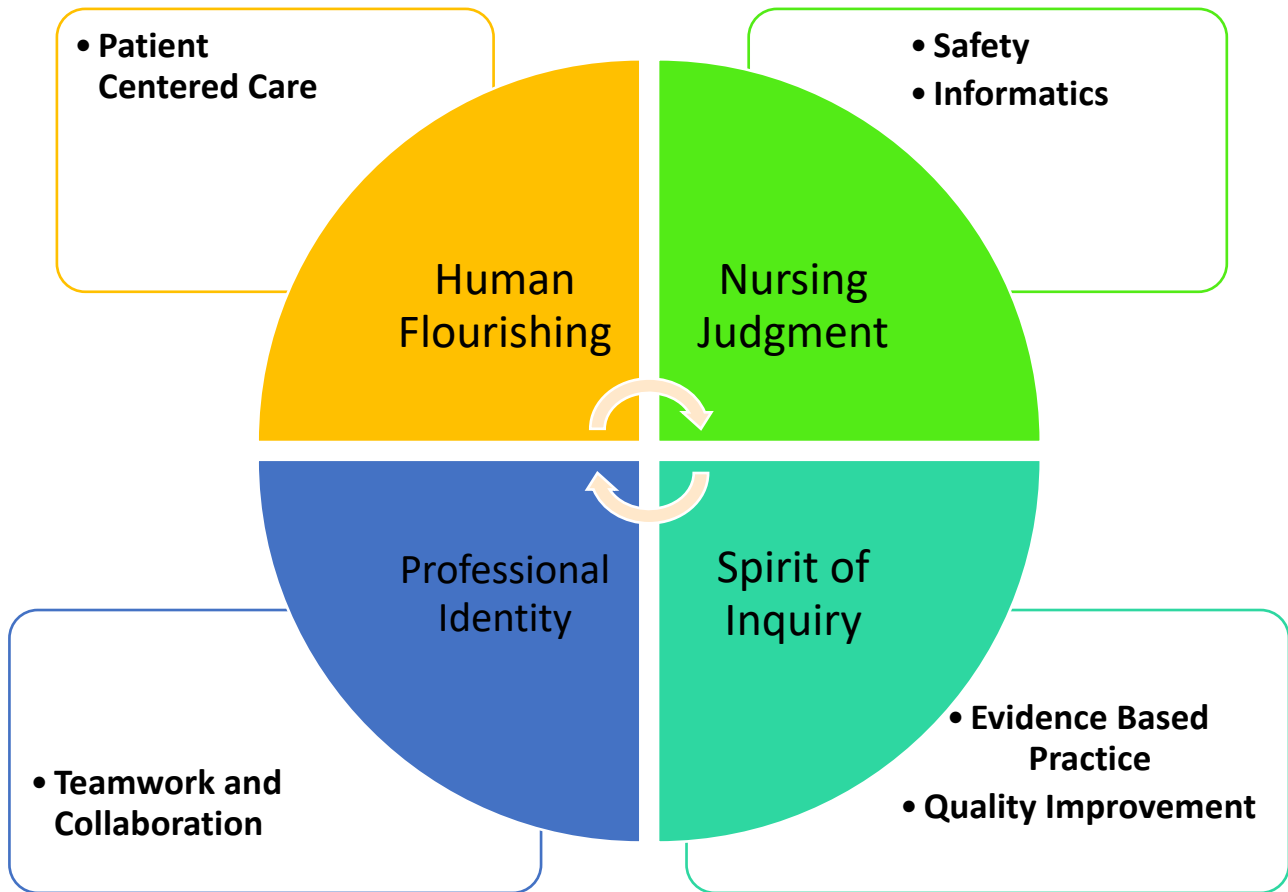 • Patient
Centered Care
• Safety
• Informatics
Human
Flourishing
Nursing
Judgment
Professional
Identity
Spirit of
Inquiry
• Teamwork and
Collaboration
• Evidence Based
Practice
• Quality Improvement